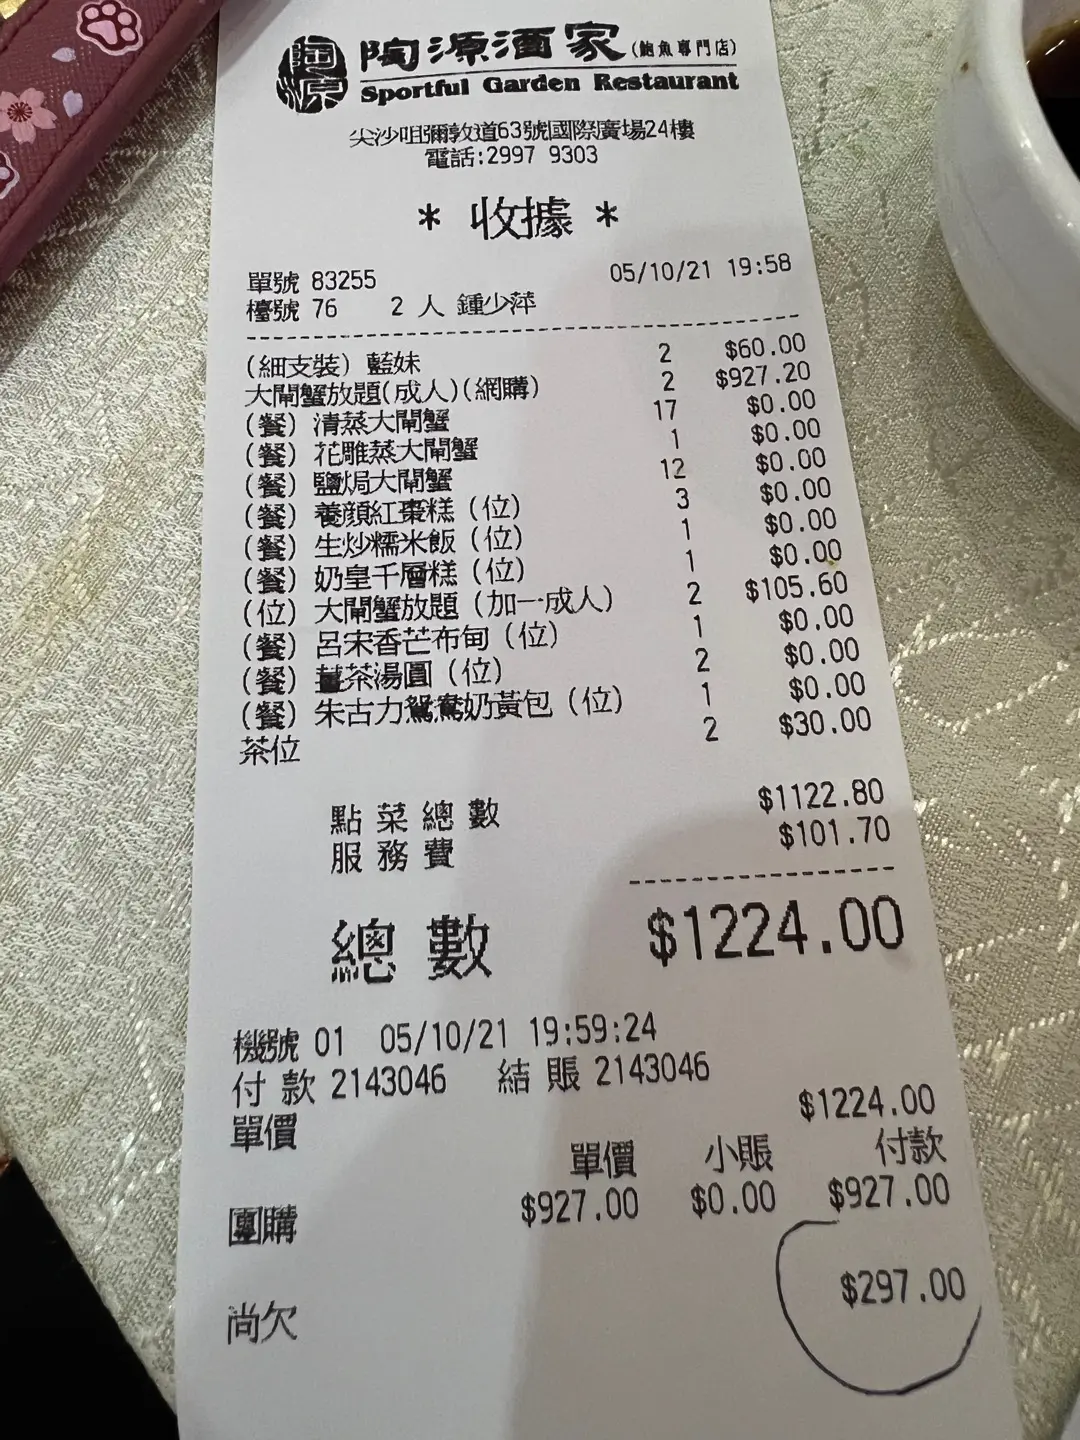 陶源
陶源酒家(鮑魚專門店)
Sportful Garden Restaurant
尖沙咀彌敦道63號國際廣場24樓
電話:2997 9303
* 收據 *
單號 83255 05/10/21 19:58
檯號 76 2 人 鍾少萍
(細支裝) 藍妹 2 $60.00
大閘蟹放題(成人)(網購) 2 $927.20
(餐) 清蒸大閘蟹 17 $0.00
(餐) 花雕蒸大閘蟹 1 $0.00
(餐) 鹽焗大閘蟹 12 $0.00
(餐) 養顏紅棗糕 (位) 3 $0.00
(餐) 生炒糯米飯 (位) 1 $0.00
(餐) 奶皇千層糕 (位) 1 $0.00
(位) 大閘蟹放題 (加一成人) 2 $105.60
(餐) 呂宋香芒布甸 (位) 1 $0.00
(餐) 薑茶湯圓 (位) 2 $0.00
(餐) 朱古力鴛鴦奶黃包 (位) 1 $0.00
茶位 2 $30.00
點菜總數 $1122.80
服務費 $101.70
總數 $1224.00
機號 01 05/10/21 19:59:24
付款 2143046 結賬 2143046
單價 $1224.00
單價 小賬 付款
團購 $927.00 $0.00 $927.00
尚欠 $297.00